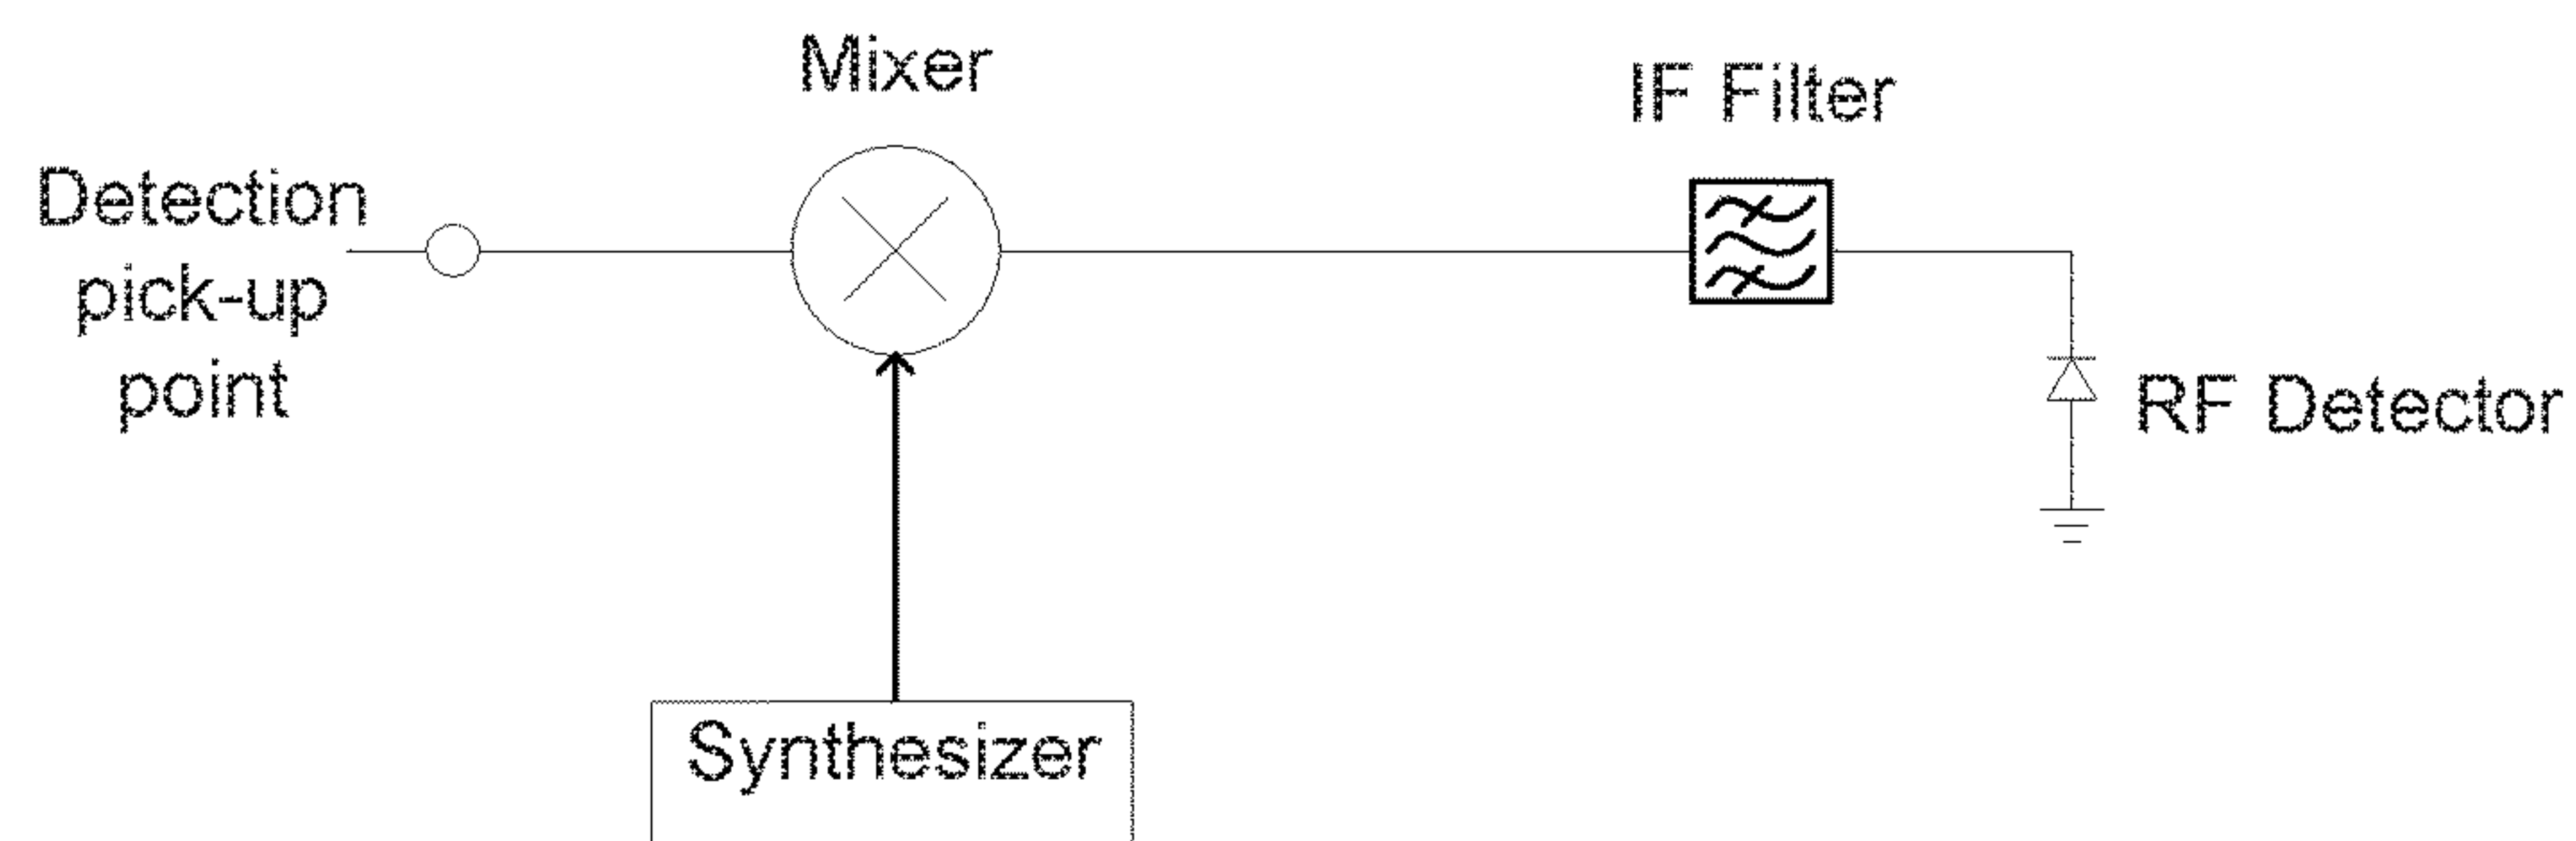 Mixer
IF Filter
Detection
pick-up
point
RF Detector
Synthesizer